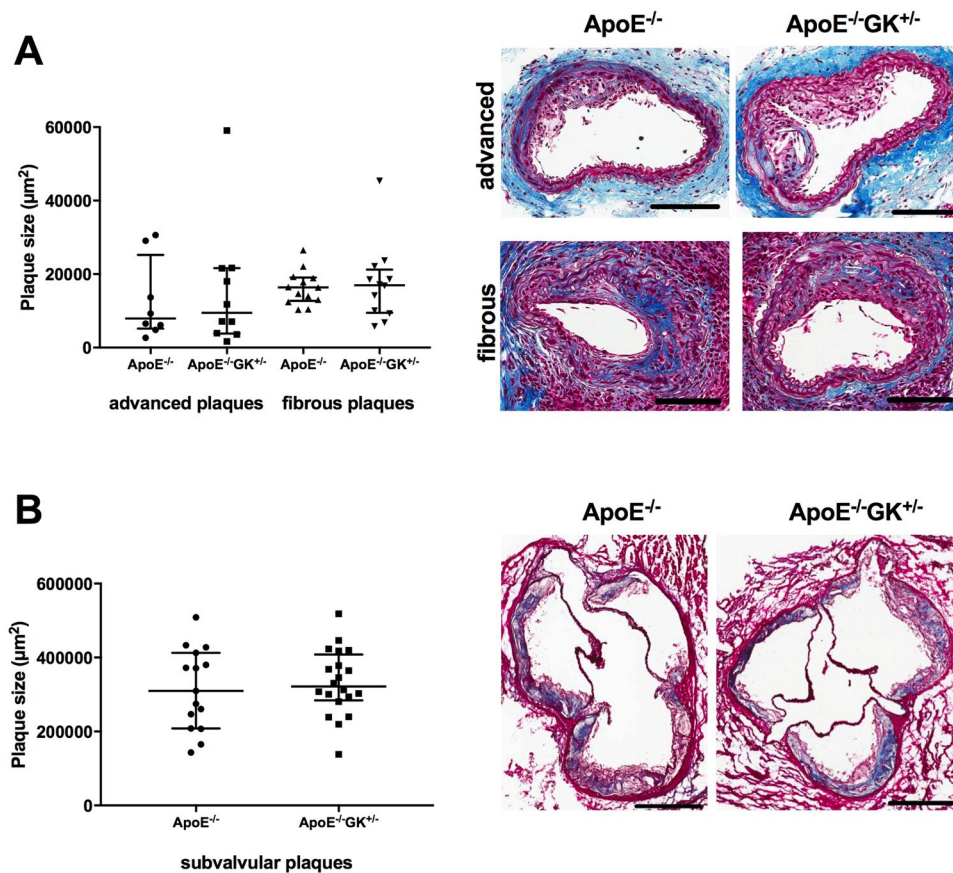 A
ApoE⁻/⁻
ApoE⁻/⁻GK⁺/⁻
Plaque size (µm²)
60000
40000
20000
0
ApoE⁻/⁻
ApoE⁻/⁻GK⁺/⁻
ApoE⁻/⁻
ApoE⁻/⁻GK⁺/⁻
advanced plaques
fibrous plaques
advanced
fibrous
B
ApoE⁻/⁻
ApoE⁻/⁻GK⁺/⁻
Plaque size (µm²)
600000
400000
200000
0
ApoE⁻/⁻
ApoE⁻/⁻GK⁺/⁻
subvalvular plaques